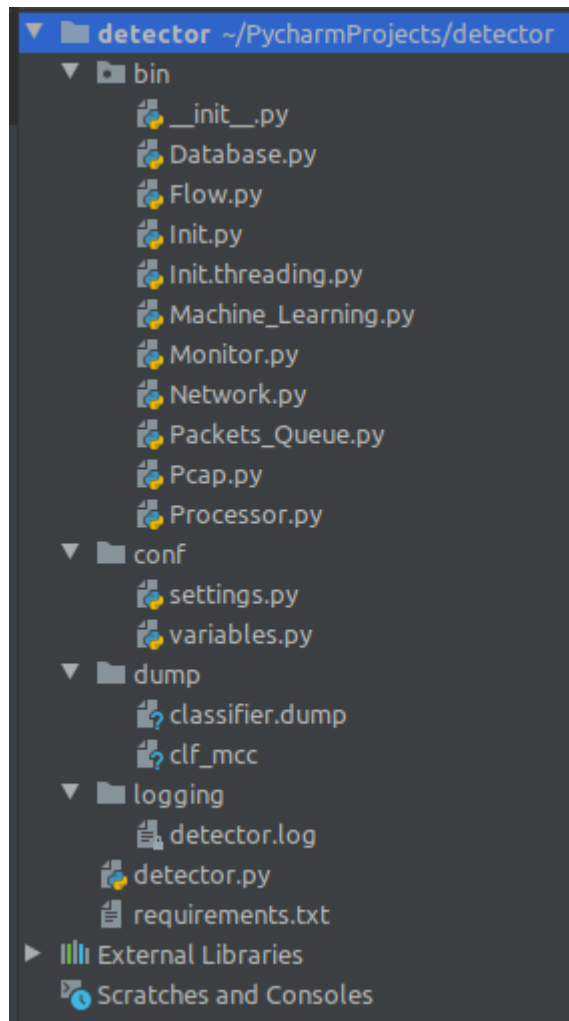 detector ~/PycharmProjects/detector
bin
__init__.py
Database.py
Flow.py
Init.py
Init.threading.py
Machine_Learning.py
Monitor.py
Network.py
Packets_Queue.py
Pcap.py
Processor.py
conf
settings.py
variables.py
dump
classifier.dump
clf_mcc
logging
detector.log
detector.py
requirements.txt
External Libraries
Scratches and Consoles